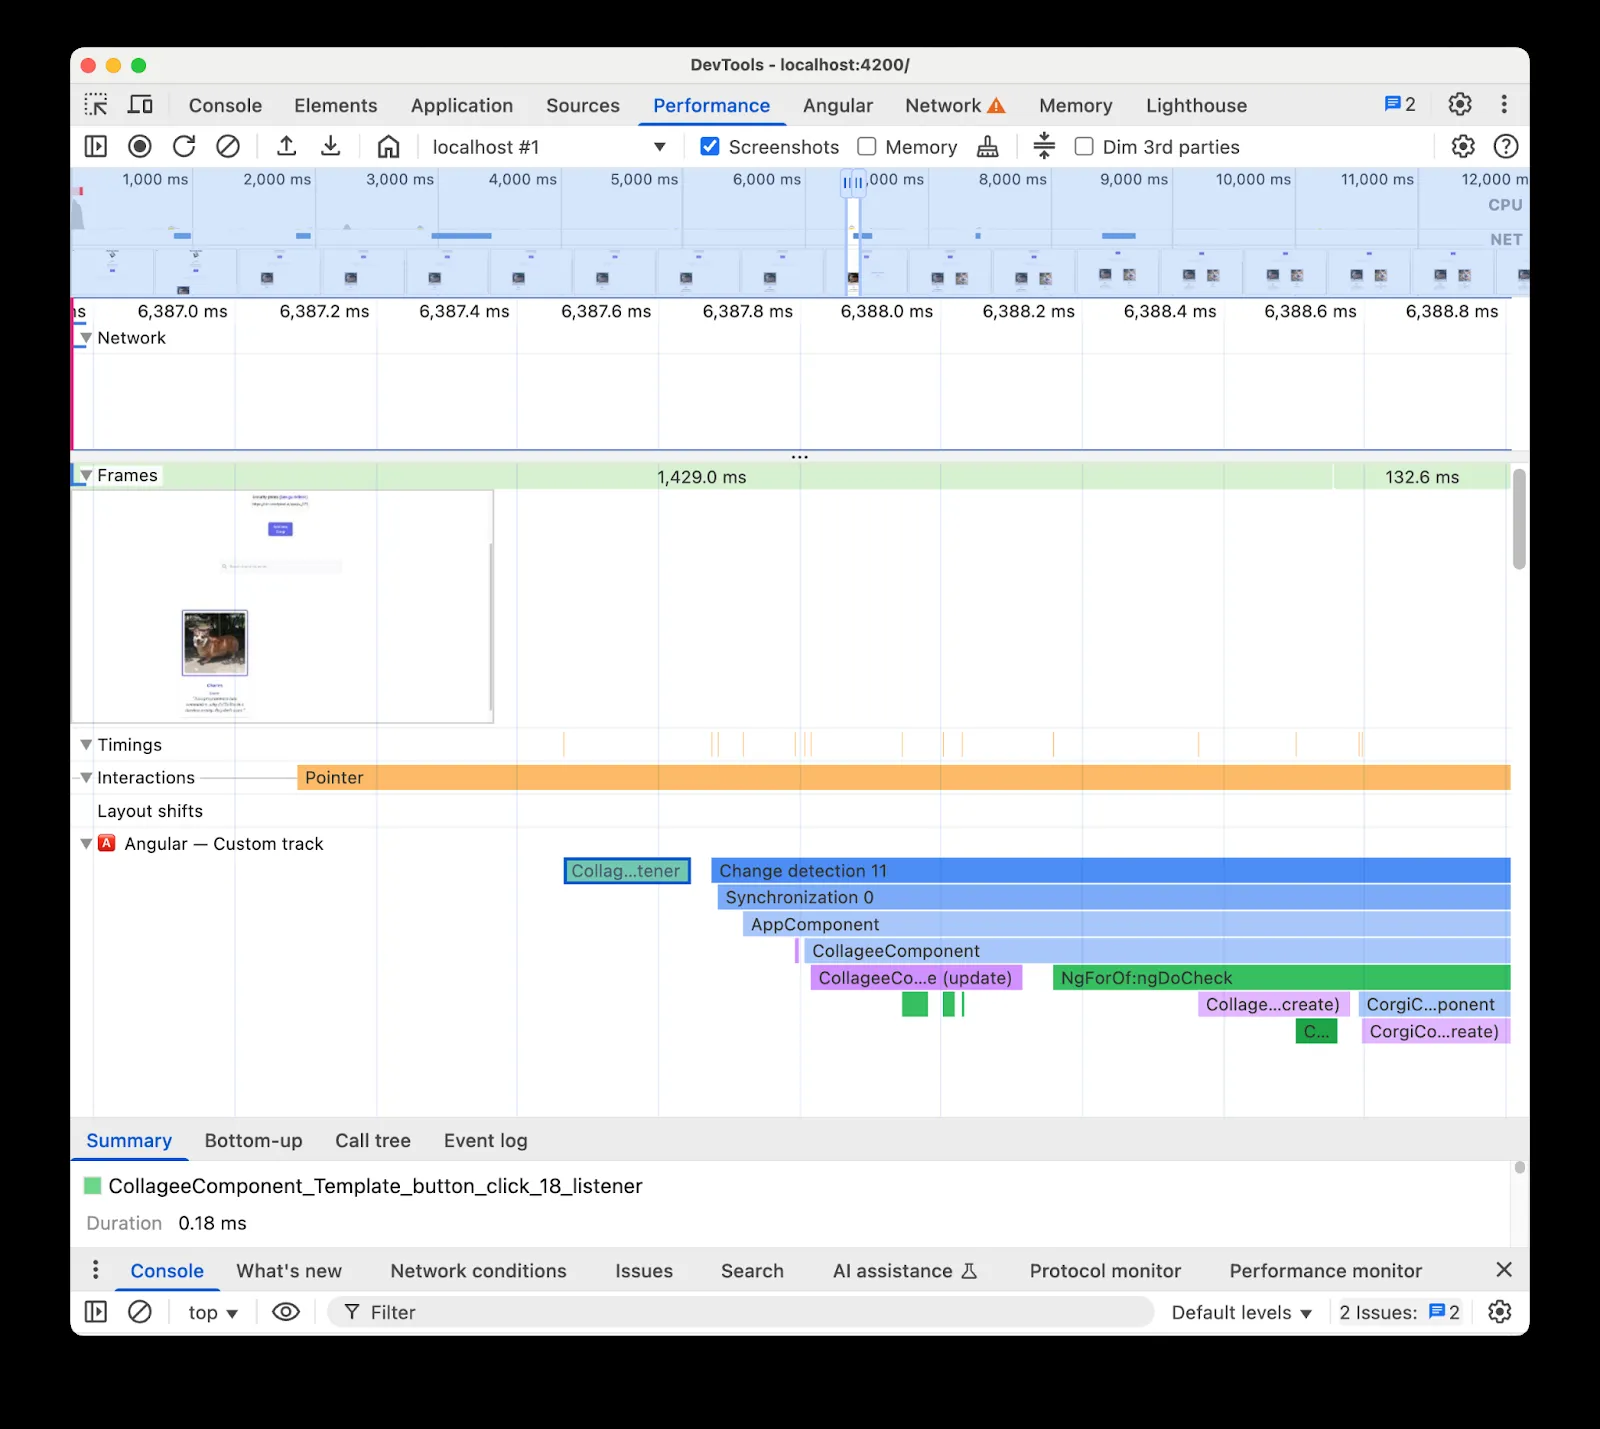 DevTools - localhost:4200/
Console Elements Application Sources Performance Angular Network Memory Lighthouse 2
localhost #1 Screenshots Memory Dim 3rd parties
1,000 ms 2,000 ms 3,000 ms 4,000 ms 5,000 ms 6,000 ms ,000 ms 8,000 ms 9,000 ms 10,000 ms 11,000 ms 12,000 m
CPU
NET
ns 6,387.0 ms 6,387.2 ms 6,387.4 ms 6,387.6 ms 6,387.8 ms 6,388.0 ms 6,388.2 ms 6,388.4 ms 6,388.6 ms 6,388.8 ms
Network
Frames 1,429.0 ms 132.6 ms
Timings
Interactions Pointer
Layout shifts
A Angular — Custom track
Collag...tener Change detection 11
Synchronization 0
AppComponent
CollageeComponent
CollageeCo...e (update) NgForOf:ngDoCheck
Collage...create) CorgiC...ponent
C... CorgiCo...reate)
Summary Bottom-up Call tree Event log
CollageeComponent_Template_button_click_18_listener
Duration 0.18 ms
Console What's new Network conditions Issues Search AI assistance Protocol monitor Performance monitor
top Filter Default levels 2 Issues: 2